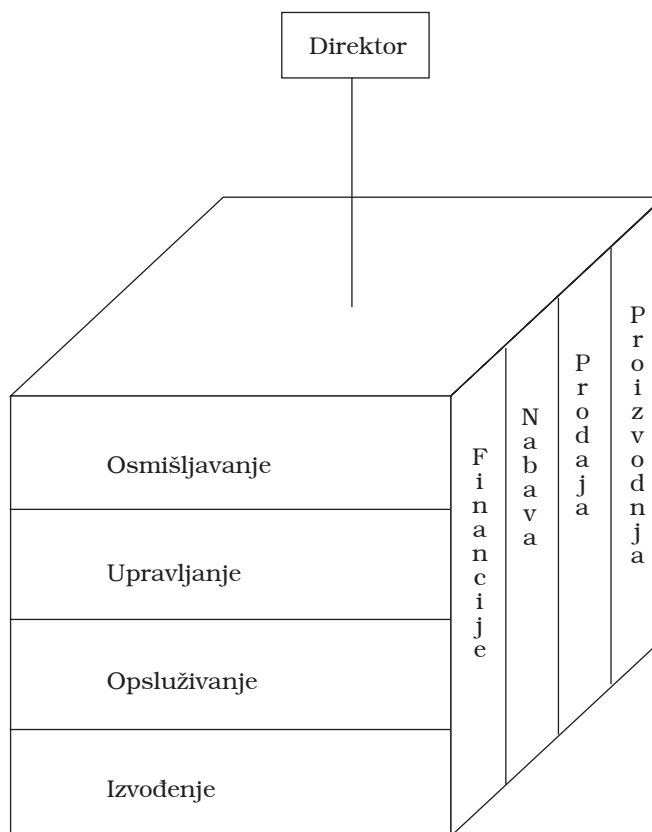 Direktor
Osmišljavanje
Upravljanje
Opsluživanje
Izvođenje
Financije
Nabava
Prodaja
Proizvodnja